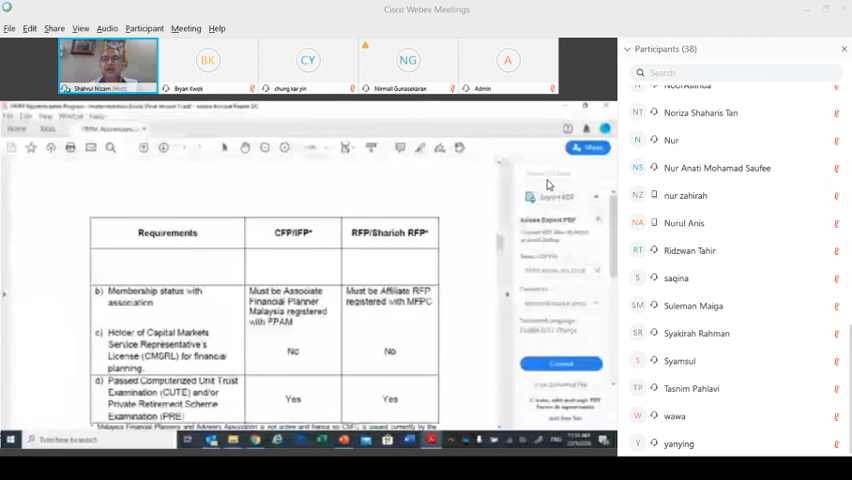 Cisco Webex Meetings
File Edit Share View Audio Participant Meeting Help
BK
CY
NG
A
Shahrul Nizam (Host)
Bryan Kwok
chung kar yin
Nirmall Gunasekaran
Admin
Participants (38)
Search
NoorAslinda
NT Noriza Shaharis Tan
N Nur
NS Nur Anati Mohamad Saufee
NZ nur zahirah
NA Nurul Anis
RT Ridzwan Tahir
S saqina
SM Suleman Maiga
SR Syakirah Rahman
S Syamsul
TP Tasnim Pahlavi
W wawa
Y yanying
Home Tools
Share
Export PDF
Adobe Export PDF
Convert
Requirements
CFP/IFP*
RFP/Shariah RFP*
b) Membership status with
association
Must be Associate
Financial Planner
Malaysia registered
with FPAM
Must be Affiliate RFP
registered with MFPC
c) Holder of Capital Markets
Service Representative's
License (CMSRL) for financial
planning.
No
No
d) Passed Computerized Unit Trust
Examination (CUTE) and/or
Private Retirement Scheme
Examination (PRE)
Yes
Yes
Type here to search